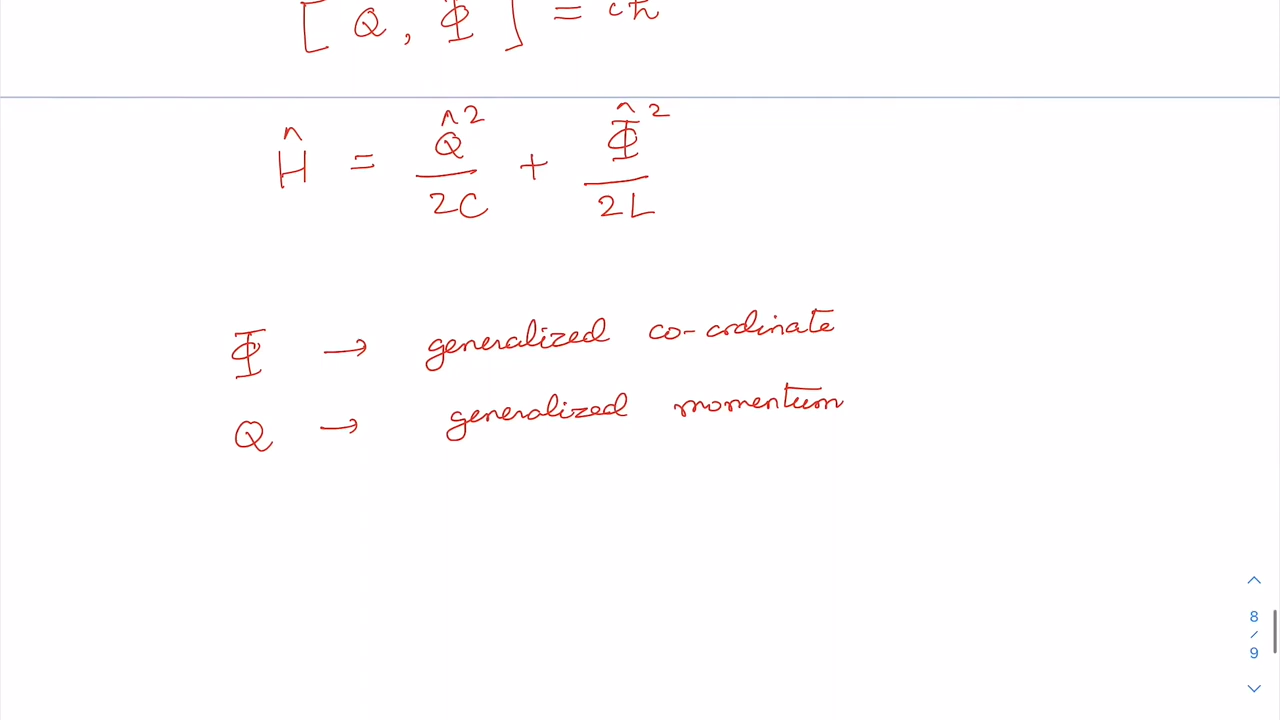 [Q, Φ] = iħ
Ĥ = Q̂²/2C + Φ̂²/2L
Φ → generalized co-ordinate
Q → generalized momentum
8
/
9